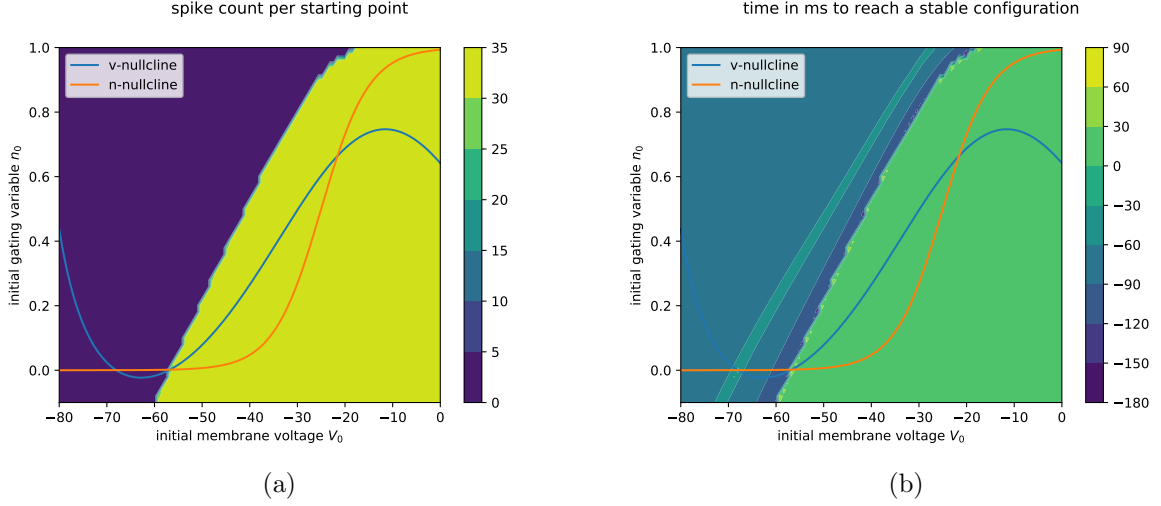 spike count per starting point
1.0
0.8
0.6
0.4
0.2
0.0
initial gating variable n₀
v-nullcline
n-nullcline
−80 −70 −60 −50 −40 −30 −20 −10 0
initial membrane voltage V₀
35
30
25
20
15
10
5
0
(a)
time in ms to reach a stable configuration
1.0
0.8
0.6
0.4
0.2
0.0
initial gating variable n₀
v-nullcline
n-nullcline
−80 −70 −60 −50 −40 −30 −20 −10 0
initial membrane voltage V₀
90
60
30
0
−30
−60
−90
−120
−150
−180
(b)